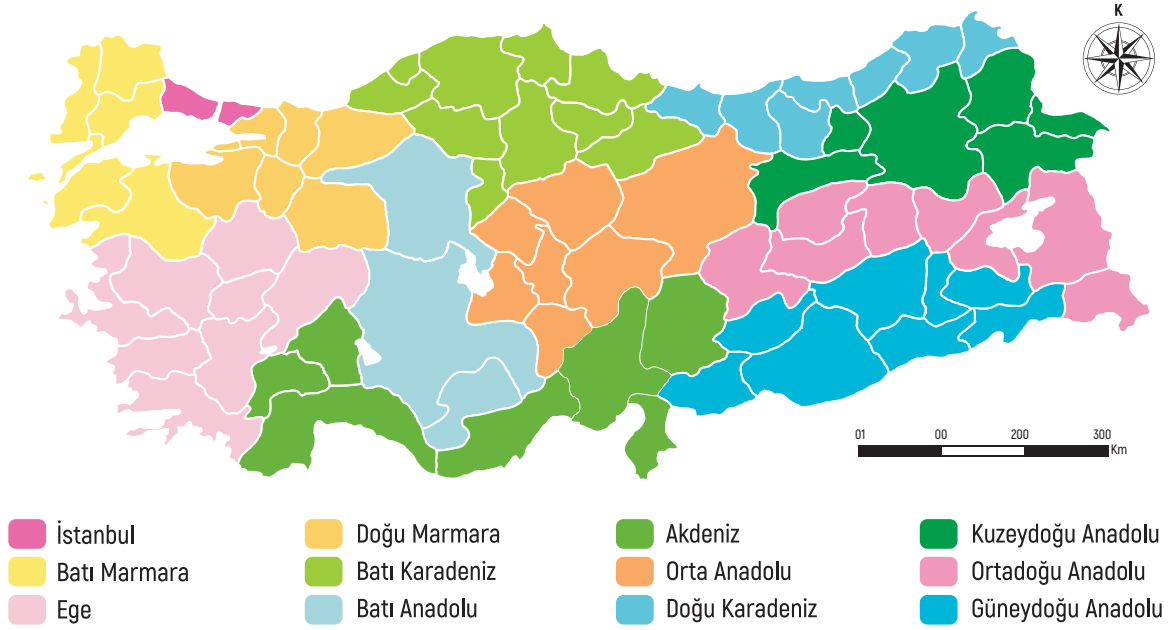 K
01 00 200 300
Km
İstanbul
Batı Marmara
Ege
Doğu Marmara
Batı Karadeniz
Batı Anadolu
Akdeniz
Orta Anadolu
Doğu Karadeniz
Kuzeydoğu Anadolu
Ortadoğu Anadolu
Güneydoğu Anadolu